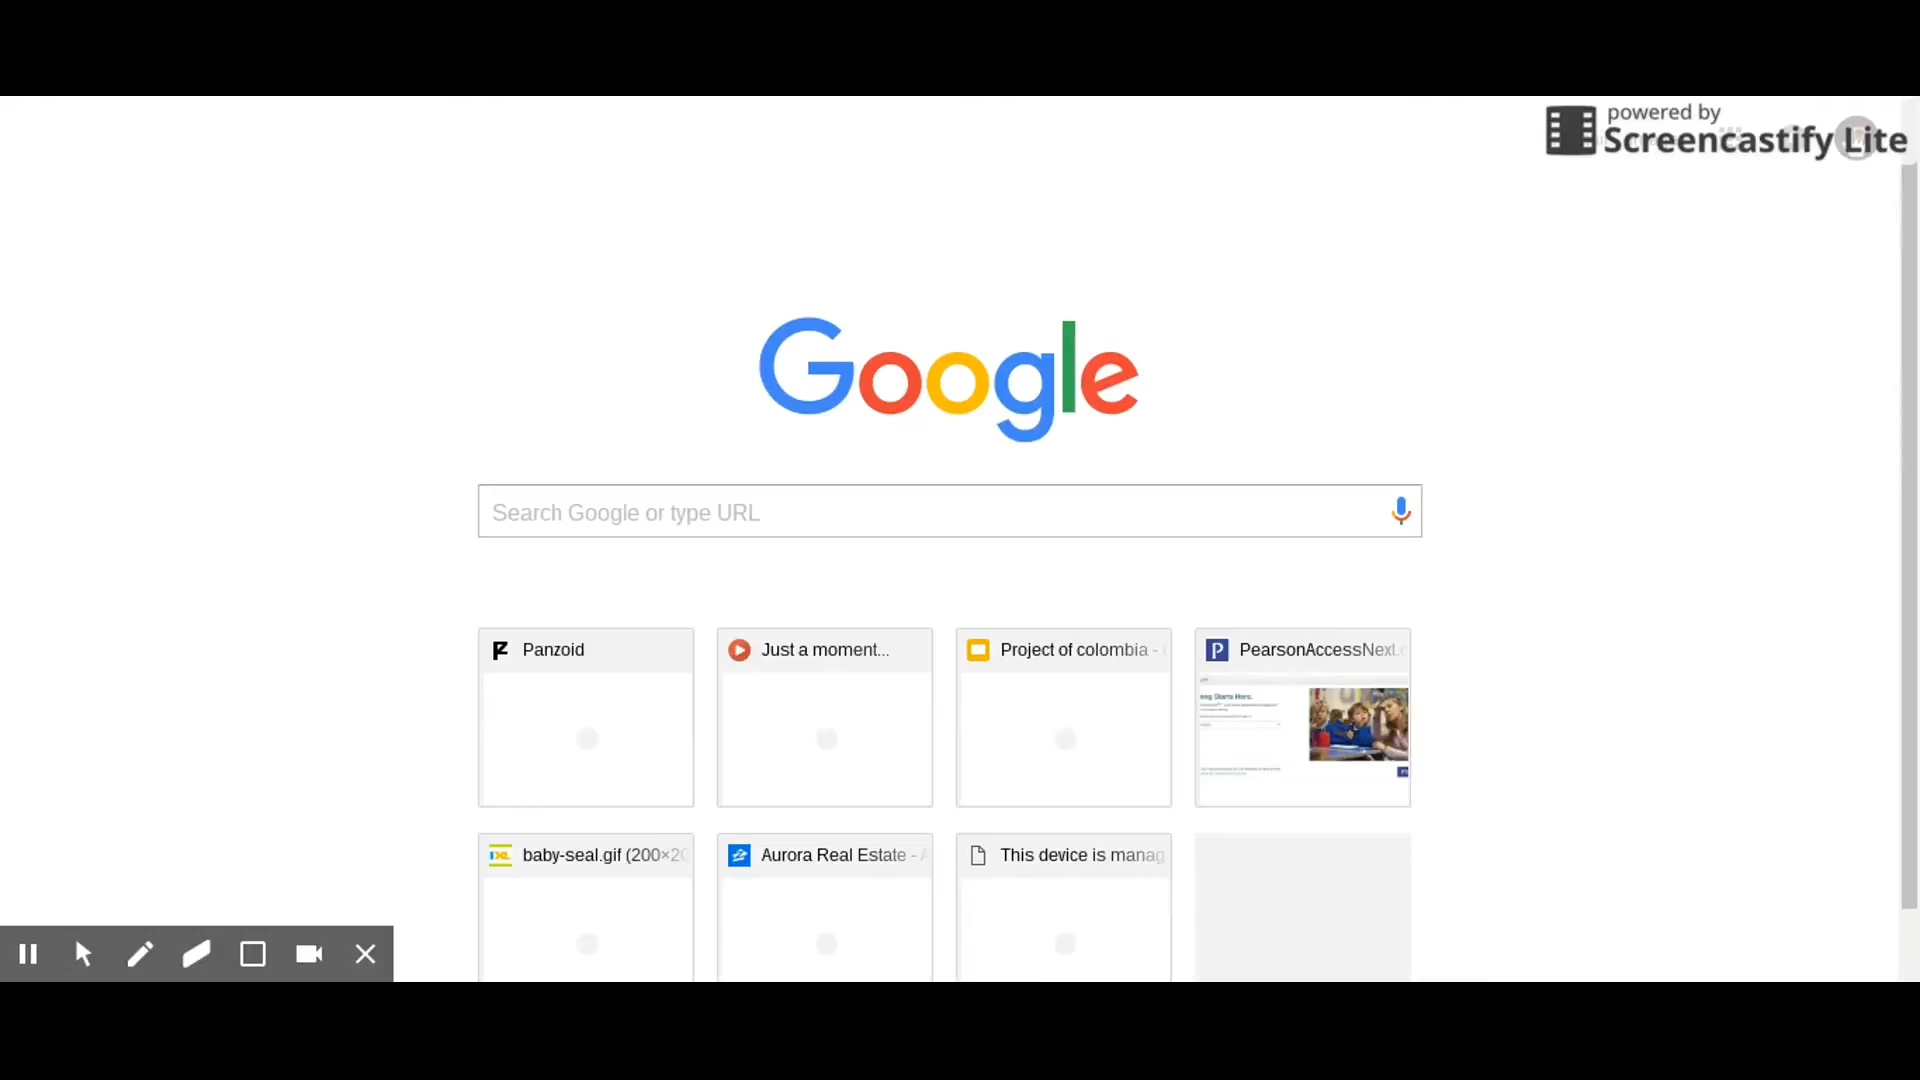 powered by
Screencastify Lite
Google
Search Google or type URL
Panzoid
Just a moment...
Project of colombia -
PearsonAccessNext.
baby-seal.gif (200×20
Aurora Real Estate -
This device is manag